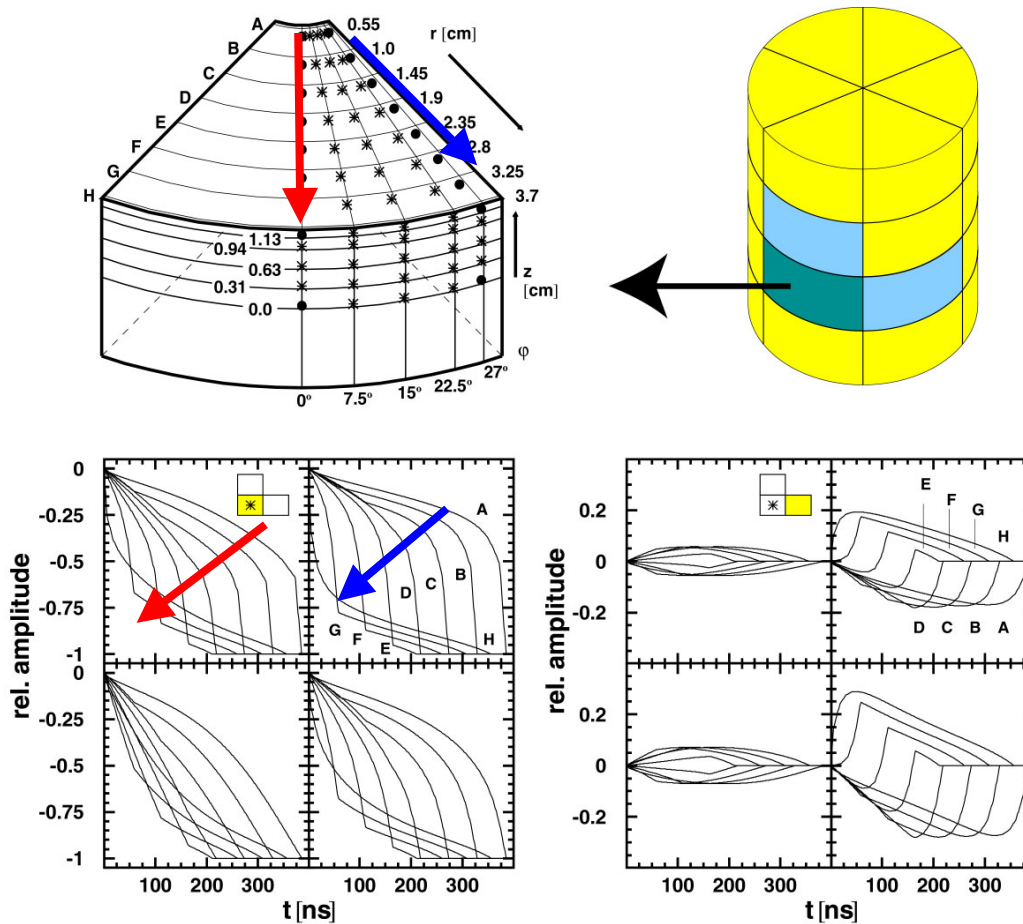 A
B
C
D
E
F
G
H
0.55
1.0
1.45
1.9
2.35
2.8
3.25
3.7
r [cm]
1.13
0.94
0.63
0.31
0.0
z
[cm]
φ
0°
7.5°
15°
22.5°
27°
rel. amplitude
0
-0.25
-0.5
-0.75
-1
A
B
C
D
G
F
E
H
rel. amplitude
0
-0.25
-0.5
-0.75
-1
100 200 300
100 200 300
t [ns]
rel. amplitude
0.2
0
-0.2
E
F
G
H
D C B A
rel. amplitude
0.2
0
-0.2
100 200 300
100 200 300
t [ns]